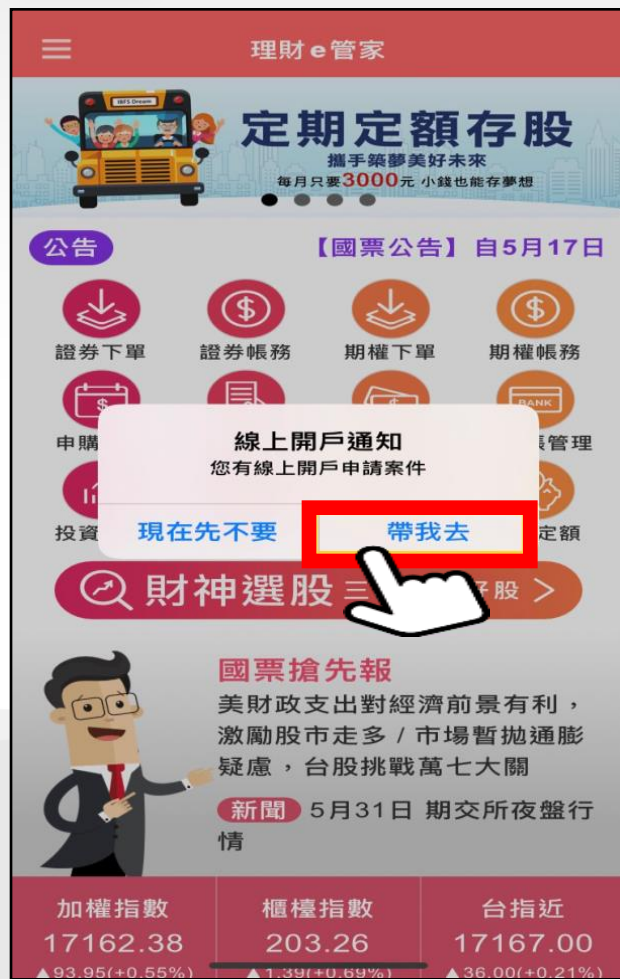 理財e管家
IBFS Dream
定期定額存股
攜手築夢美好未來
每月只要3000元 小錢也能存夢想
公告 【國票公告】自5月17日
證券下單 證券帳務 期權下單 期權帳務
BANK
申購 管理
線上開戶通知
您有線上開戶申請案件
投資 定額
現在先不要 帶我去
財神選股 三 股 >
國票搶先報
美財政支出對經濟前景有利，
激勵股市走多 / 市場暫拋通膨
疑慮，台股挑戰萬七大關
新聞 5月31日 期交所夜盤行
情
加權指數 櫃檯指數 台指近
17162.38 203.26 17167.00
▲93.95(+0.55%) ▲1.39(+0.69%) ▲36.00(+0.21%)